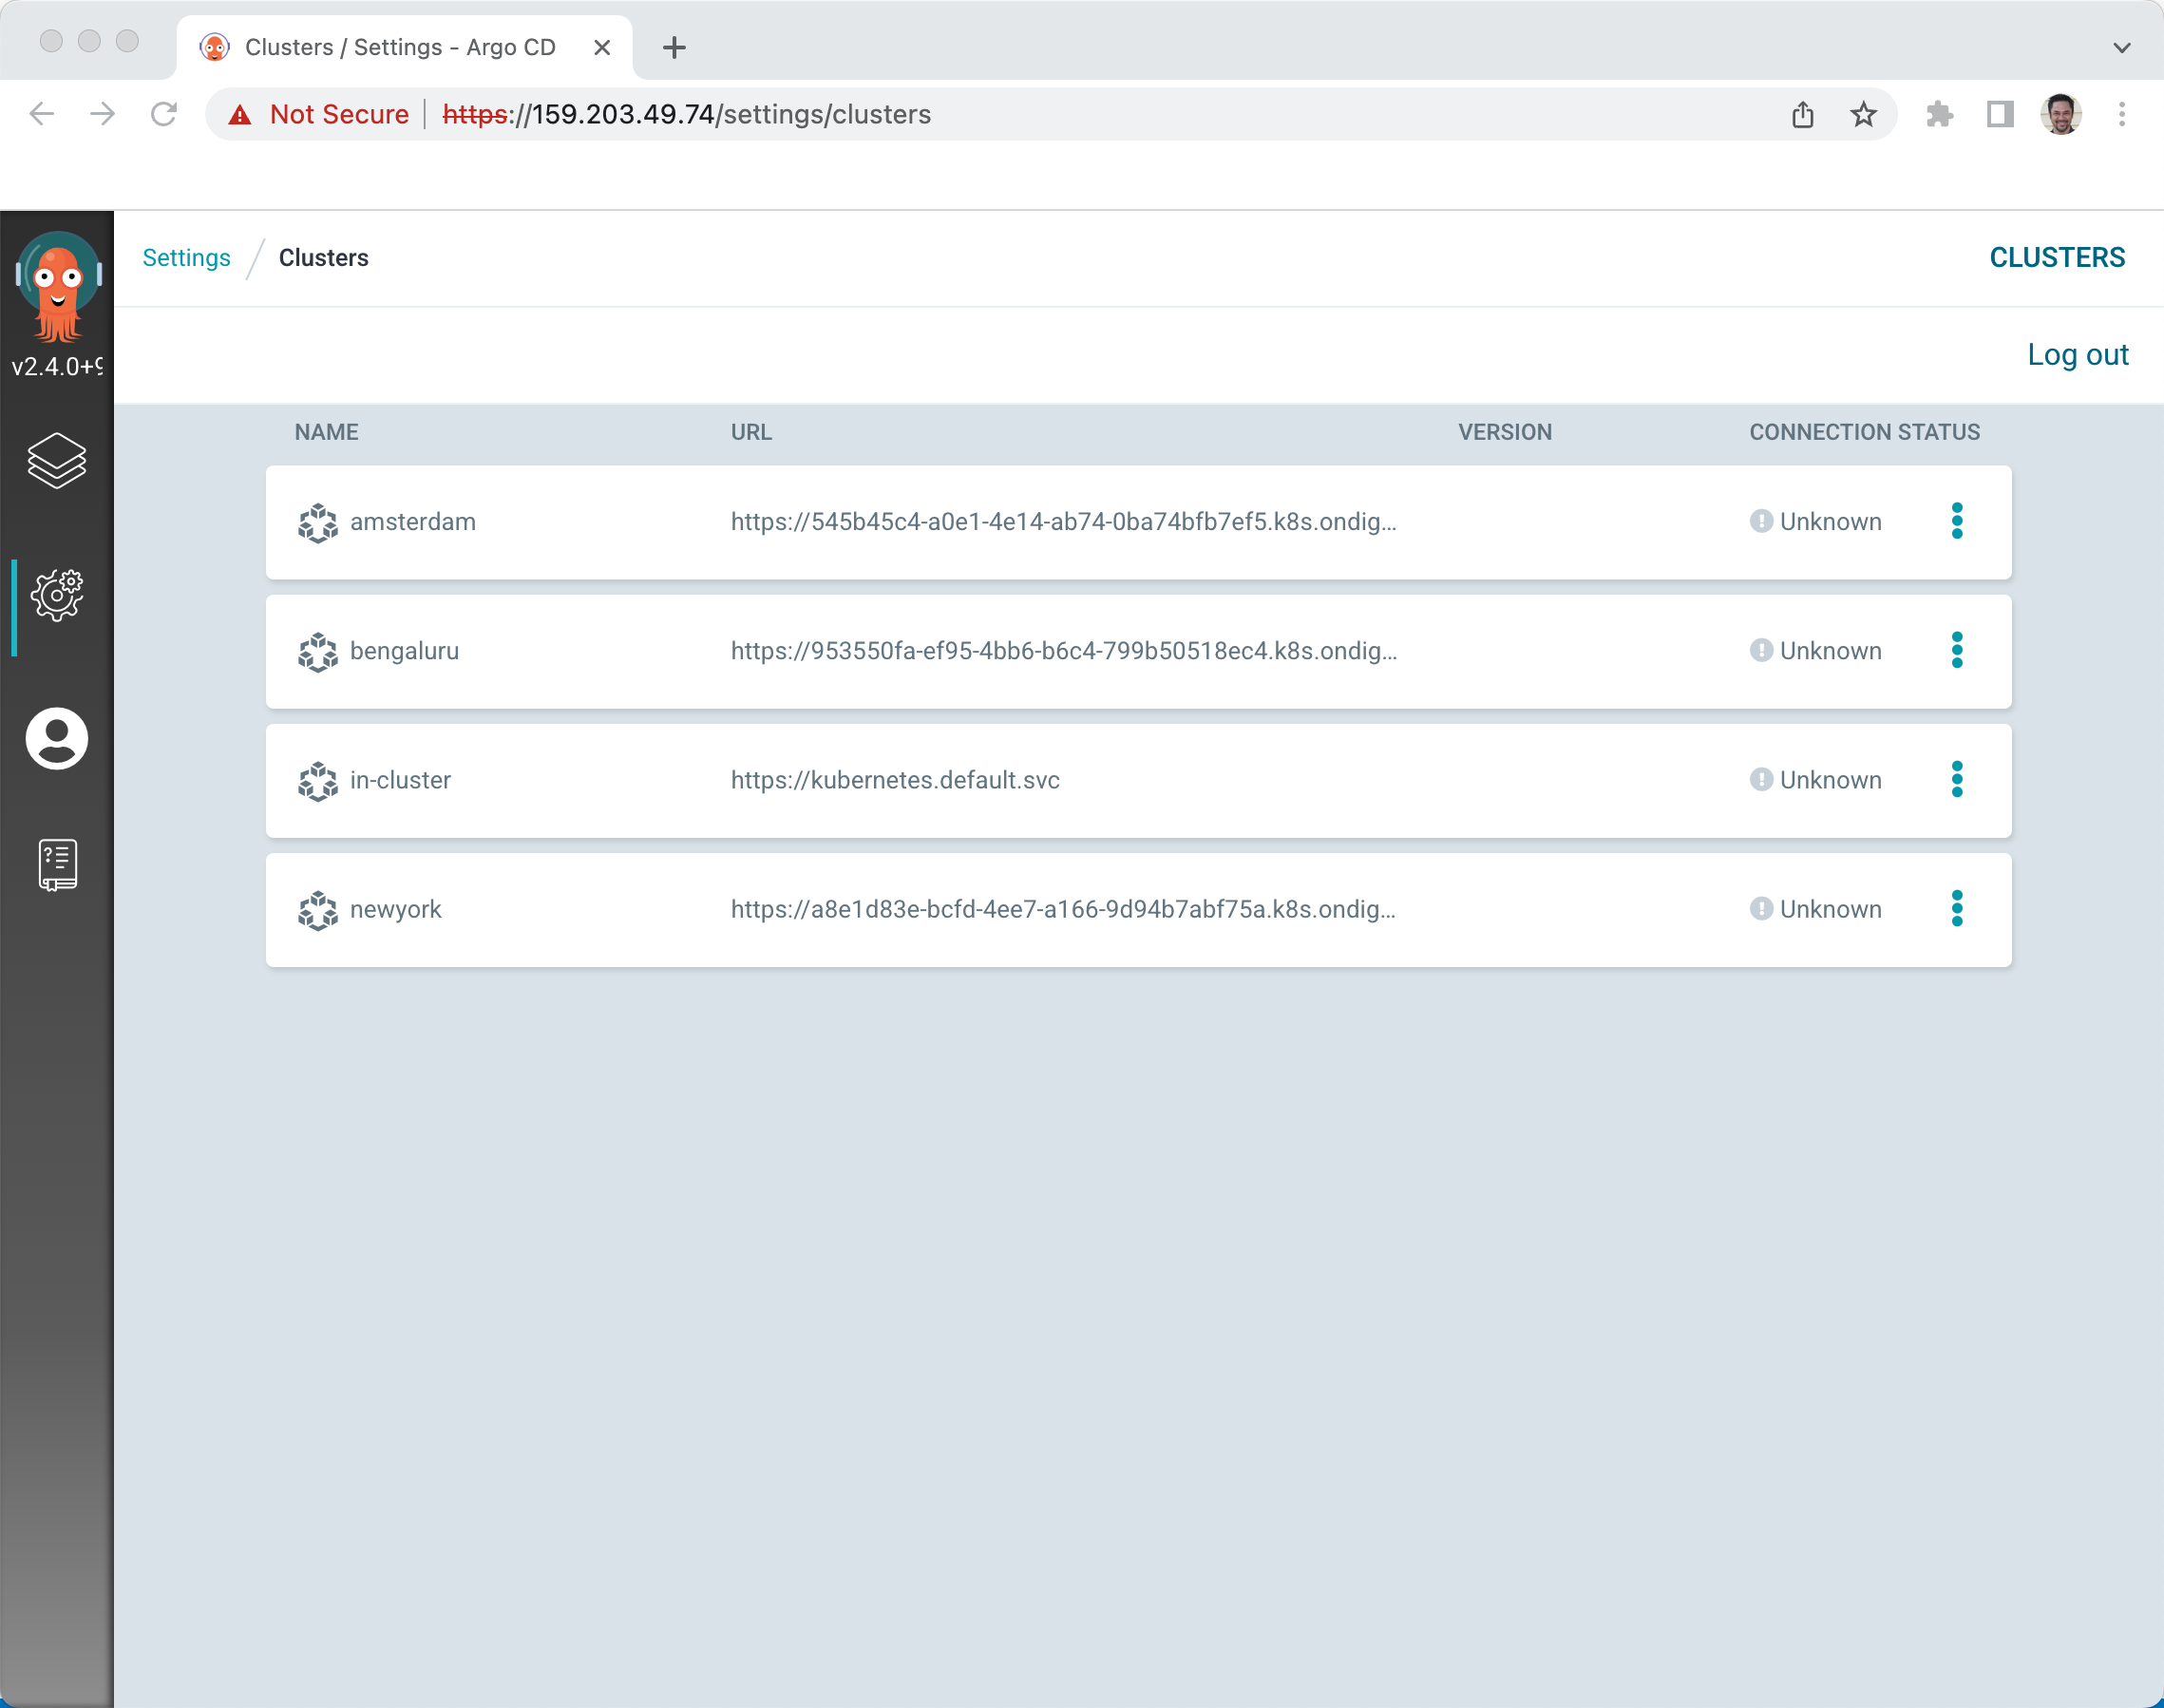 Clusters / Settings - Argo CD
Not Secure https://159.203.49.74/settings/clusters
Settings / Clusters CLUSTERS
v2.4.0+9
Log out
NAME URL VERSION CONNECTION STATUS
amsterdam https://545b45c4-a0e1-4e14-ab74-0ba74bfb7ef5.k8s.ondig... Unknown
bengaluru https://953550fa-ef95-4bb6-b6c4-799b50518ec4.k8s.ondig... Unknown
in-cluster https://kubernetes.default.svc Unknown
newyork https://a8e1d83e-bcfd-4ee7-a166-9d94b7abf75a.k8s.ondig... Unknown